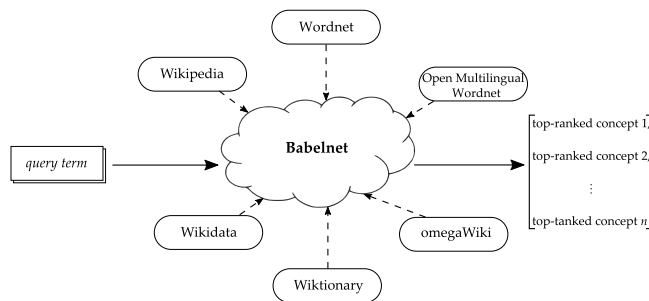 Wordnet
Wikipedia
Open Multilingual
Wordnet
Babelnet
query term
top-ranked concept 1,
top-ranked concept 2,
⋮
top-tanked concept n
Wikidata
omegaWiki
Wiktionary